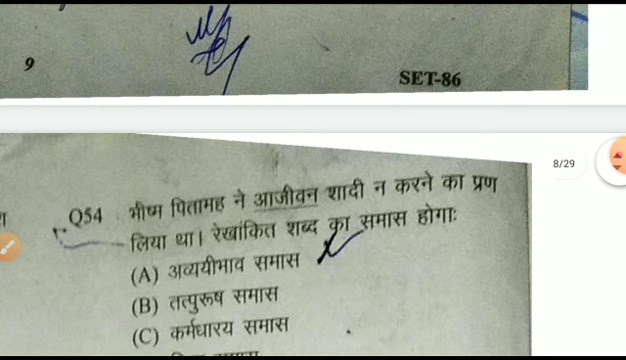 9
SET-86
8/29
Q54 भीष्म पितामह ने आजीवन शादी न करने का प्रण
लिया था। रेखांकित शब्द का समास होगाः
(A) अव्ययीभाव समास
(B) तत्पुरूष समास
(C) कर्मधारय समास